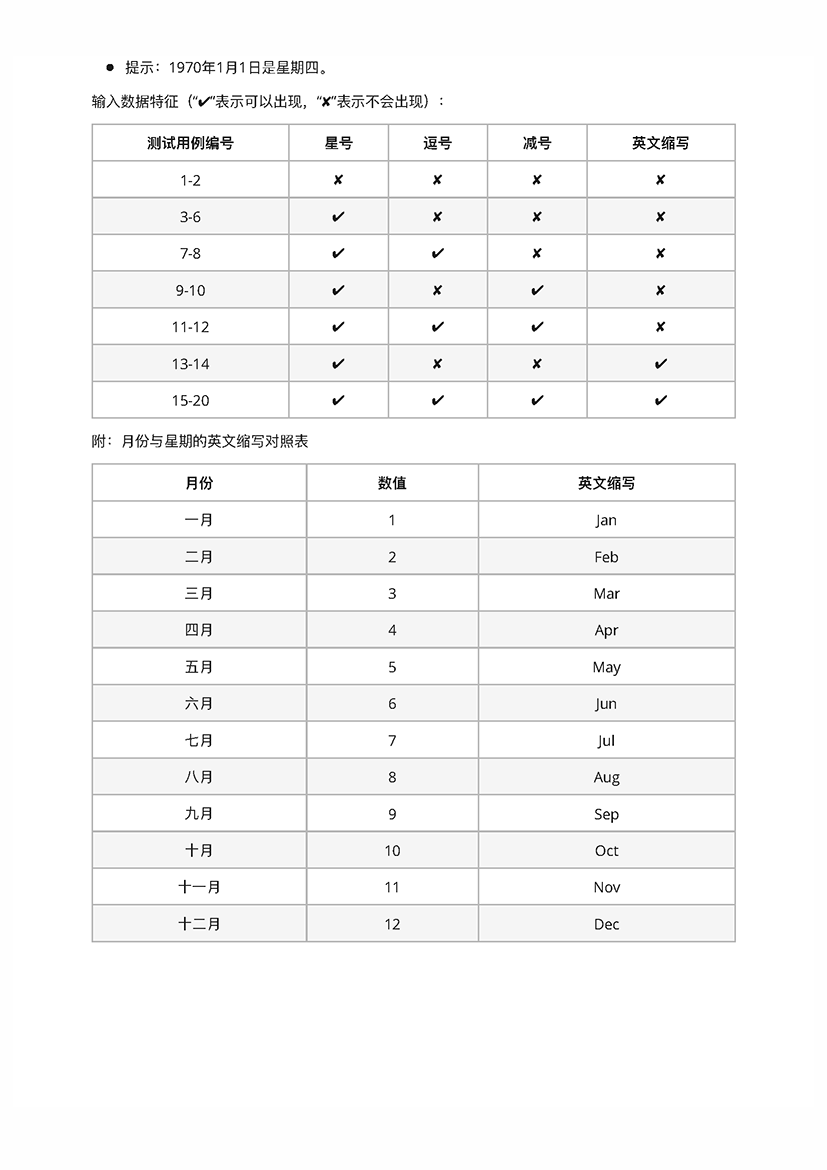 ● 提示：1970年1月1日是星期四。
输入数据特征（“✔”表示可以出现，“✘”表示不会出现）：
测试用例编号 星号 逗号 减号 英文缩写
1-2 ✘ ✘ ✘ ✘
3-6 ✔ ✘ ✘ ✘
7-8 ✔ ✔ ✘ ✘
9-10 ✔ ✘ ✔ ✘
11-12 ✔ ✔ ✔ ✘
13-14 ✔ ✘ ✘ ✔
15-20 ✔ ✔ ✔ ✔
附：月份与星期的英文缩写对照表
月份 数值 英文缩写
一月 1 Jan
二月 2 Feb
三月 3 Mar
四月 4 Apr
五月 5 May
六月 6 Jun
七月 7 Jul
八月 8 Aug
九月 9 Sep
十月 10 Oct
十一月 11 Nov
十二月 12 Dec